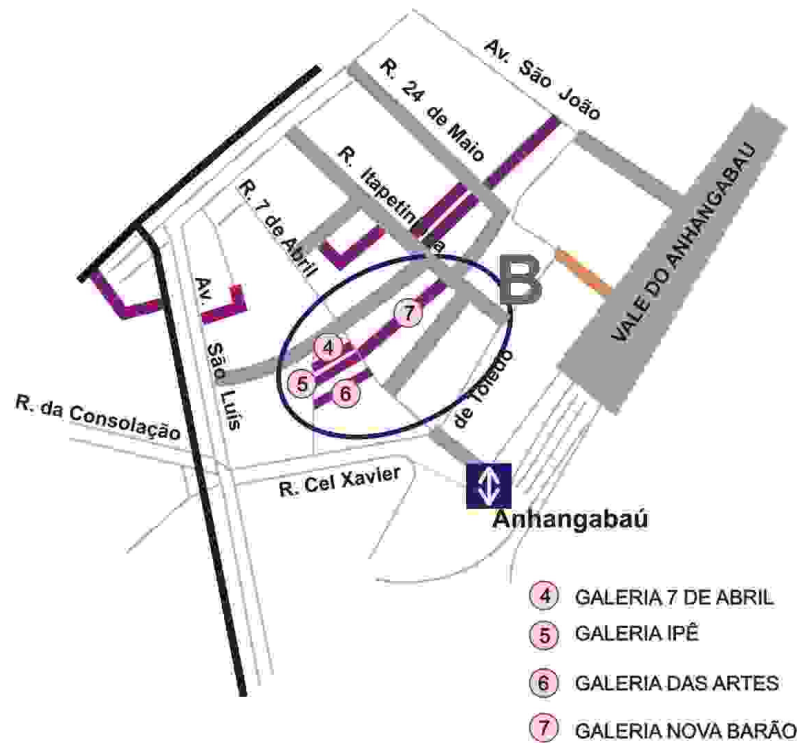 Av. São João
R. 24 de Maio
R. Itapetininga
R. 7 de Abril
VALE DO ANHANGABAU
B
7
Av. São Luís
4
5
6
de Toledo
R. da Consolação
R. Cel Xavier
Anhangabaú
4 GALERIA 7 DE ABRIL
5 GALERIA IPÊ
6 GALERIA DAS ARTES
7 GALERIA NOVA BARÃO